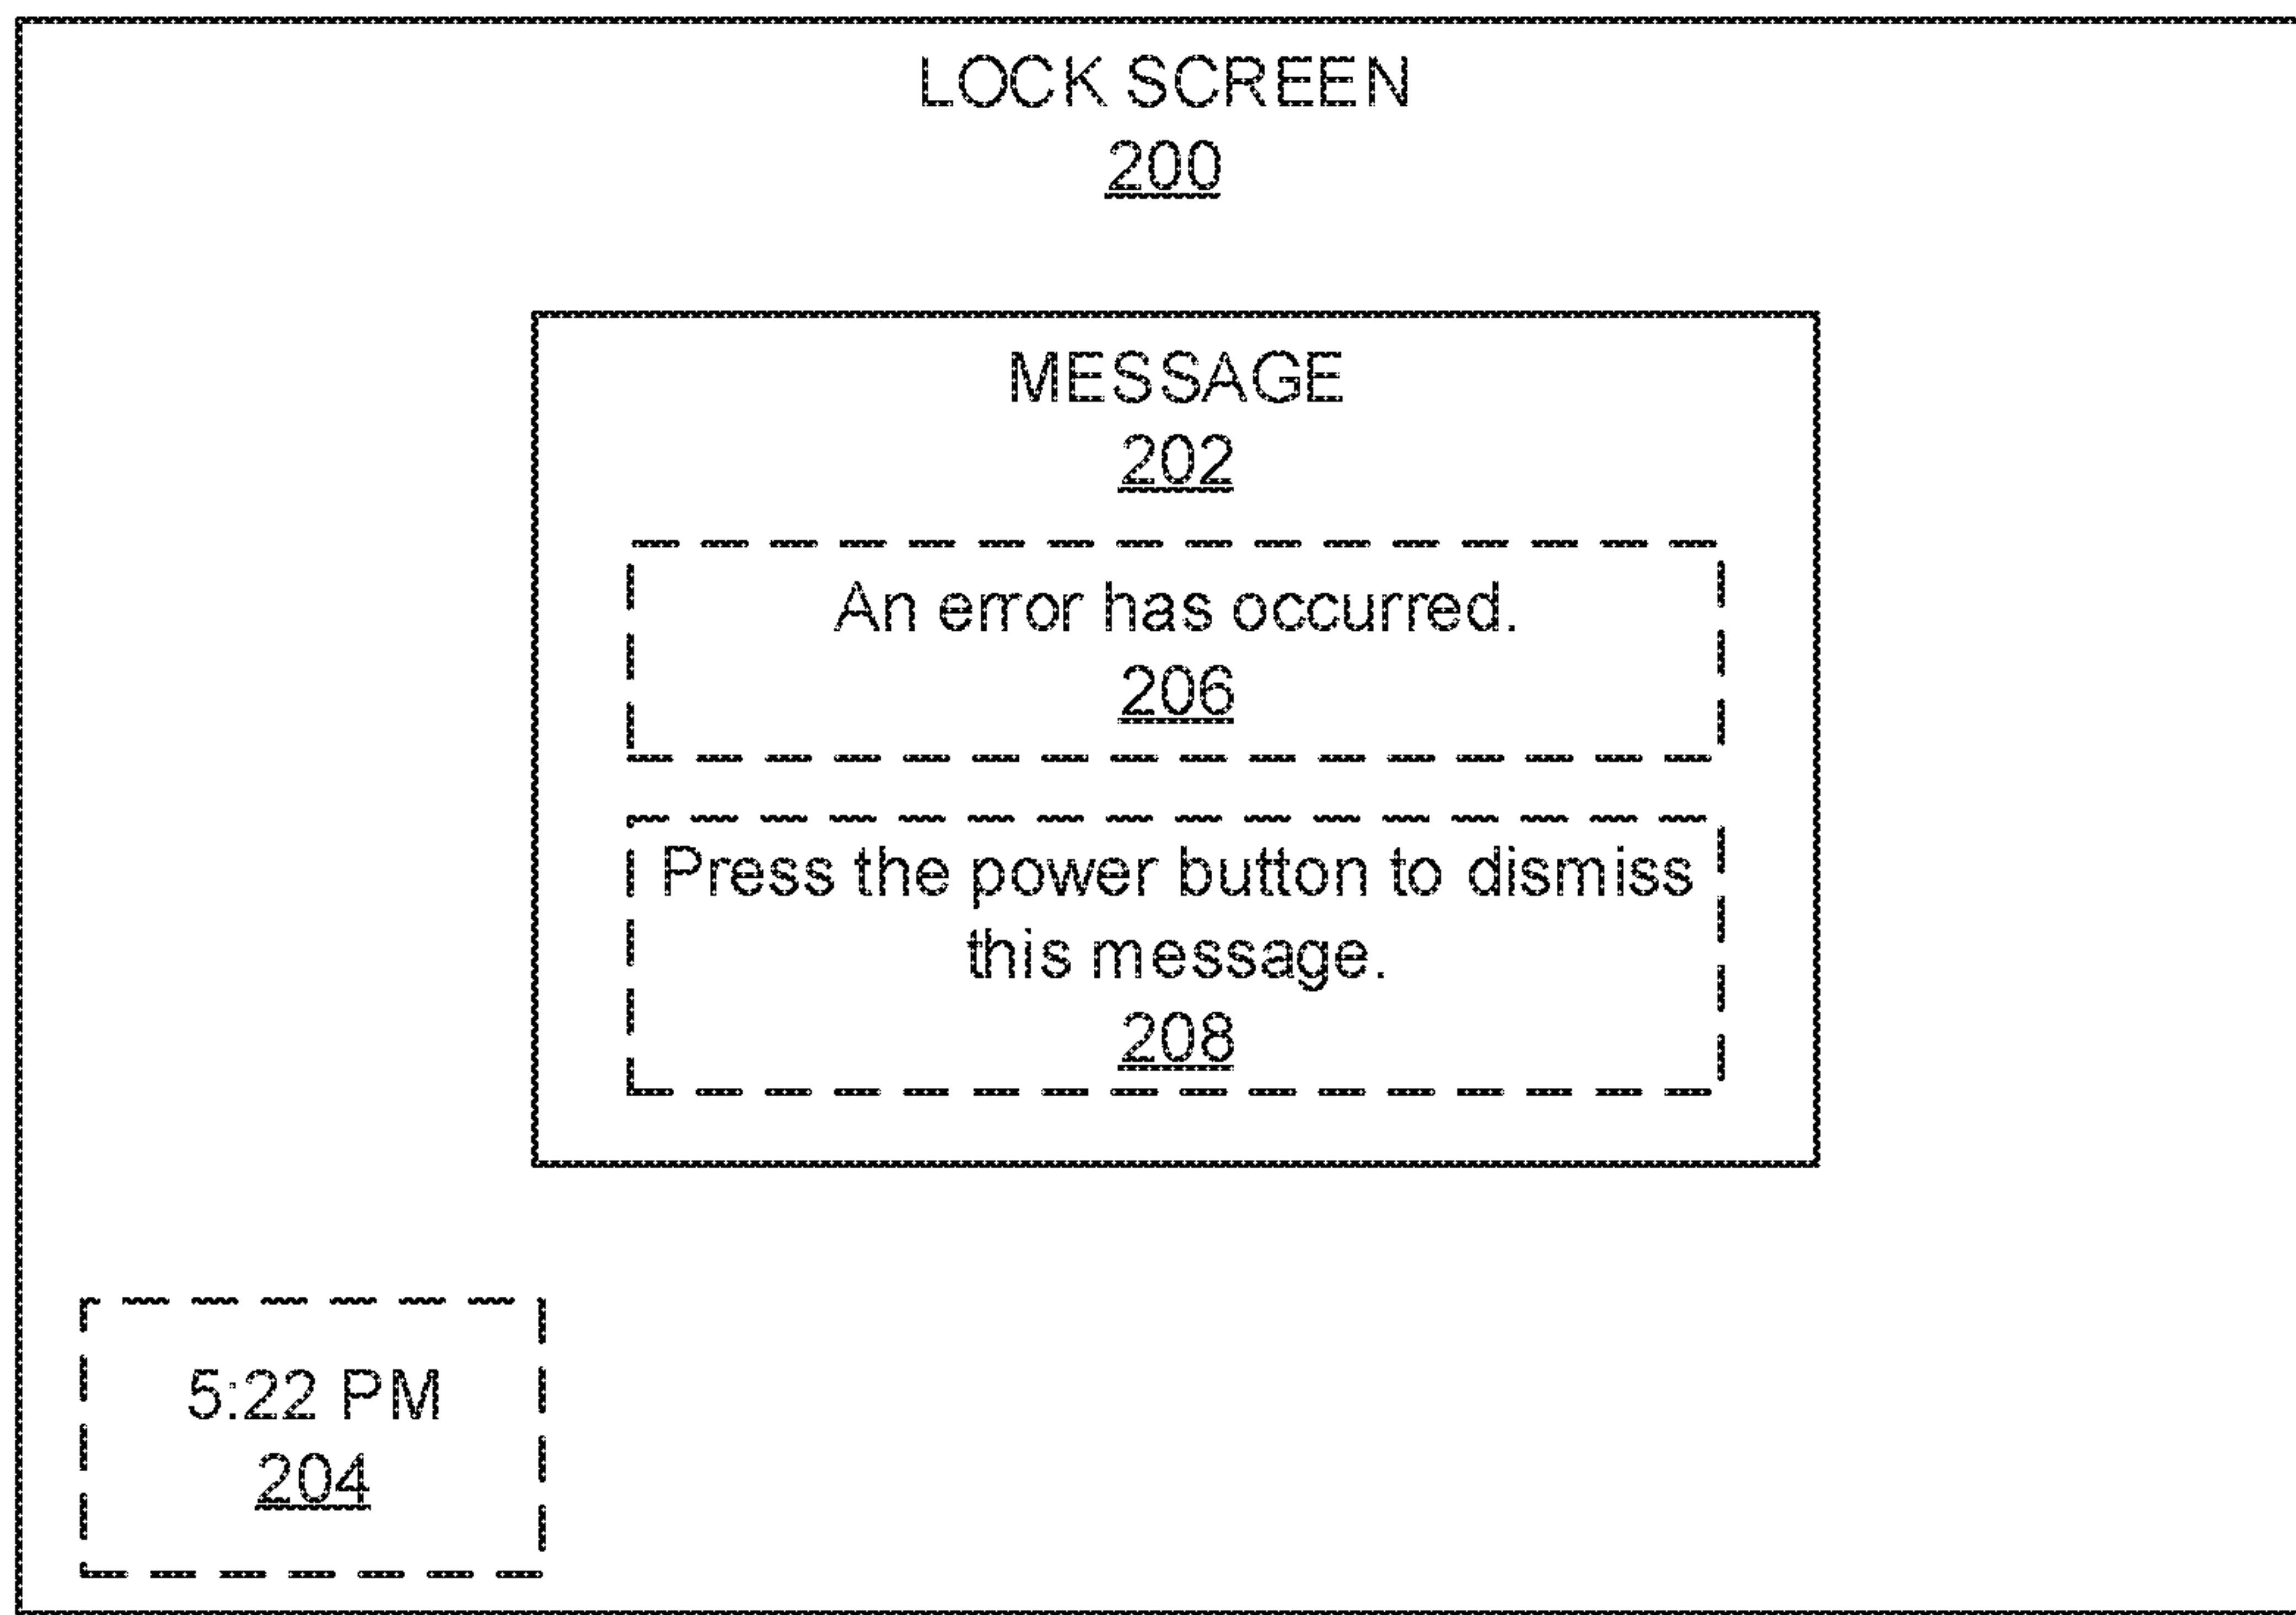 LOCK SCREEN
200
MESSAGE
202
An error has occurred.
206
Press the power button to dismiss
this message.
208
5:22 PM
204